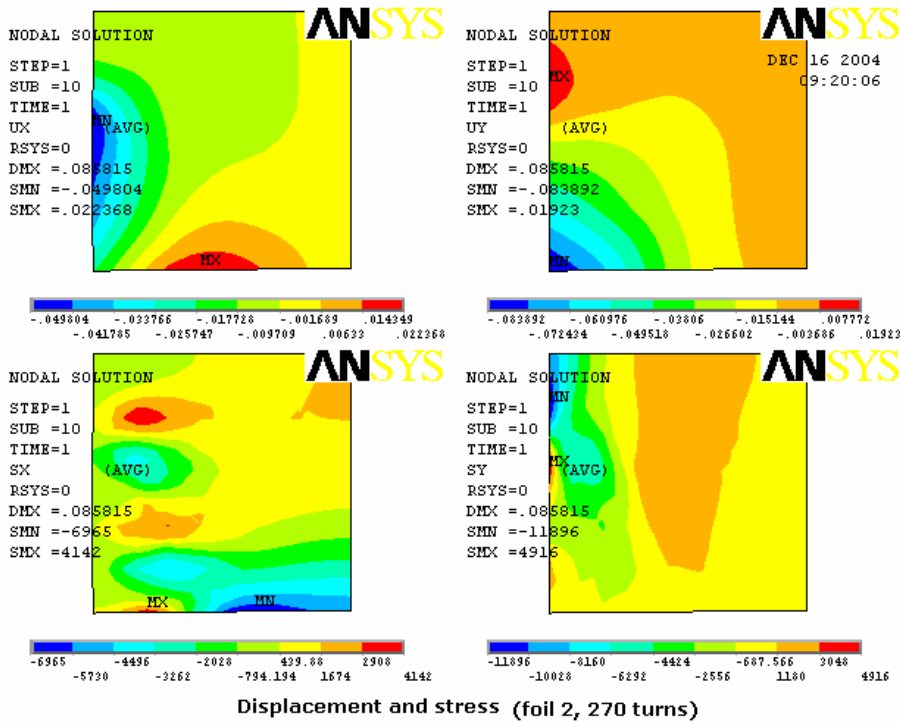 ANSYS
NODAL SOLUTION
STEP=1
SUB =10
TIME=1
UX (AVG)
RSYS=0
DMX =.085815
SMN =-.049804
SMX =.022368
MN
MX
-.049804 -.033766 -.017728 -.001689 .014349
-.041785 -.025747 -.009709 .00633 .022368
ANSYS
NODAL SOLUTION
DEC 16 2004
09:20:06
STEP=1
SUB =10
TIME=1
UY (AVG)
RSYS=0
DMX =.085815
SMN =-.083892
SMX =.01923
MX
MN
-.083892 -.060976 -.03806 -.015144 .007772
-.072434 -.049518 -.026602 -.003686 .01923
ANSYS
NODAL SOLUTION
STEP=1
SUB =10
TIME=1
SX (AVG)
RSYS=0
DMX =.085815
SMN =-6965
SMX =4142
MX
MN
-6965 -4496 -2028 439.88 2908
-5730 -3262 -794.194 1674 4142
ANSYS
NODAL SOLUTION
MN
STEP=1
SUB =10
TIME=1
MX
SY (AVG)
RSYS=0
DMX =.085815
SMN =-11896
SMX =4916
-11896 -8160 -4424 -687.566 3048
-10028 -6292 -2556 1180 4916
Displacement and stress (foil 2, 270 turns)